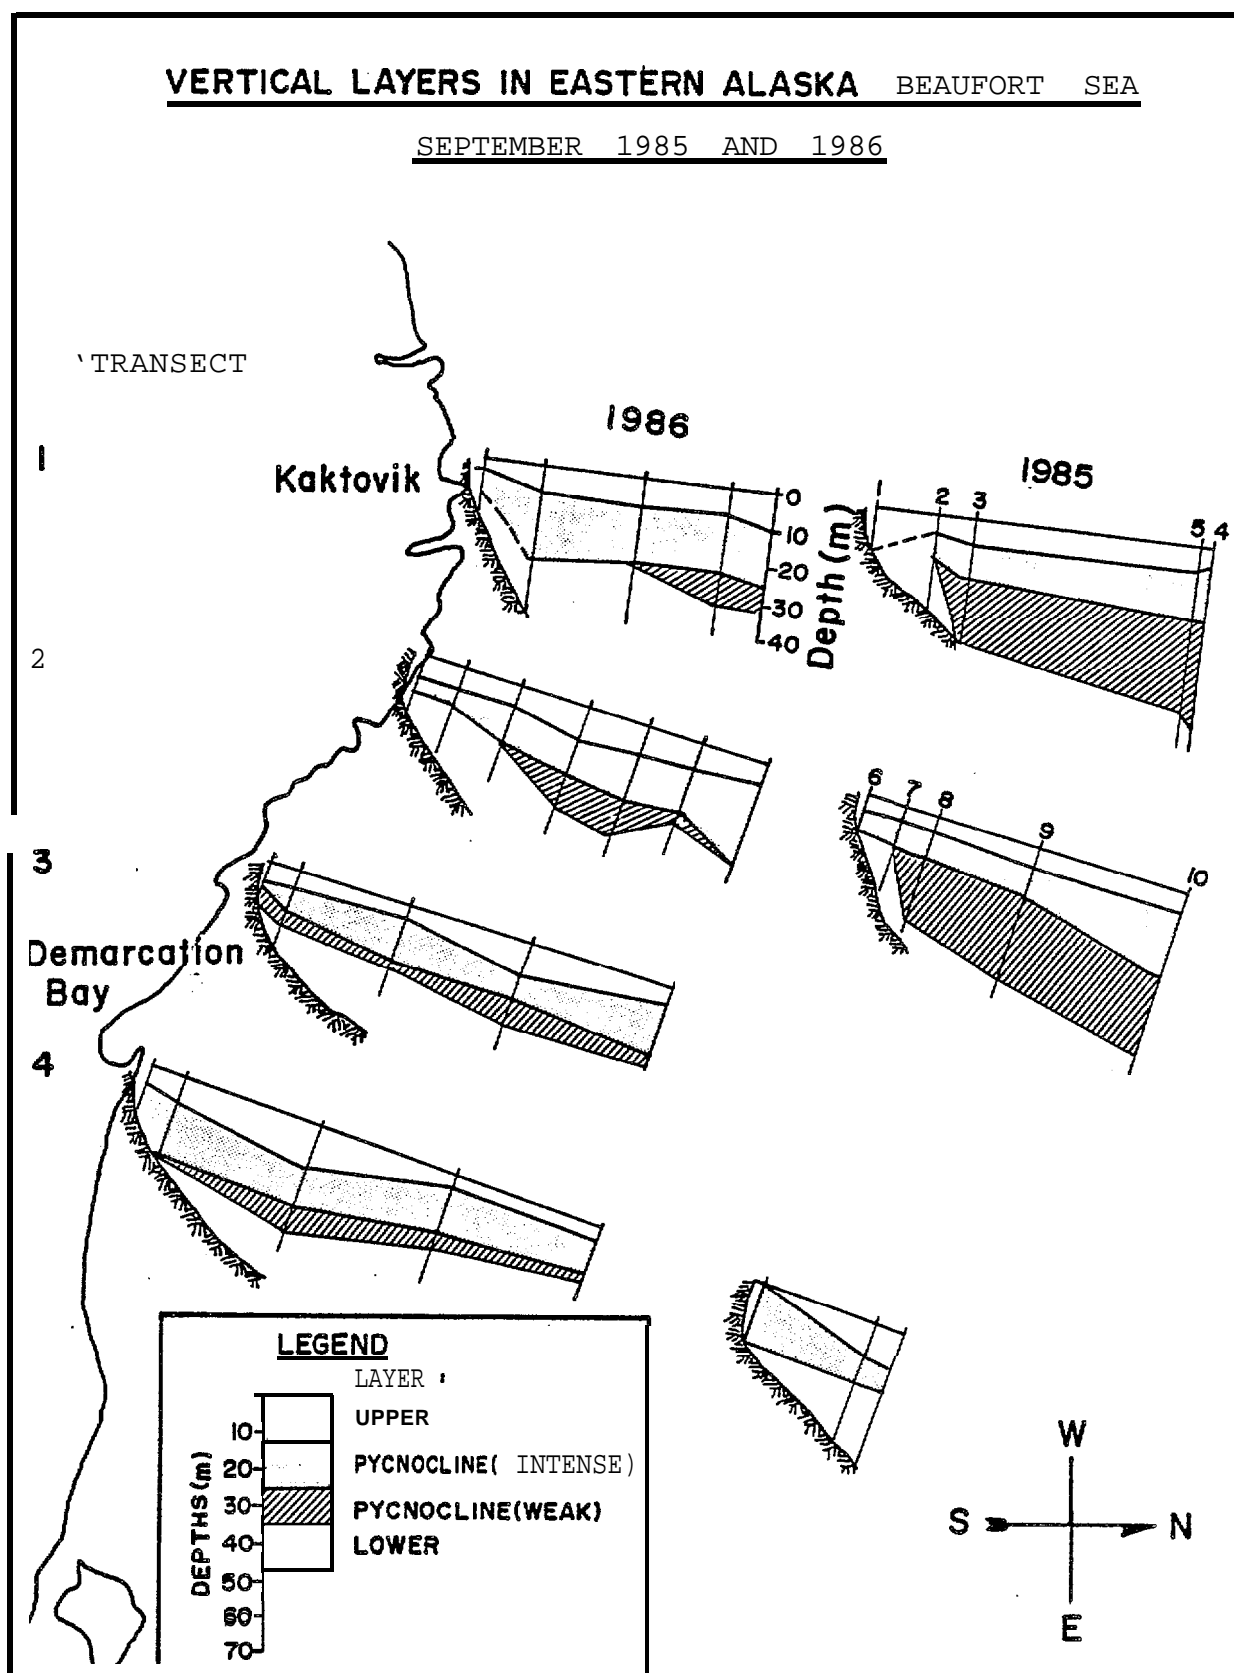 VERTICAL LAYERS IN EASTERN ALASKA BEAUFORT SEA
SEPTEMBER 1985 AND 1986
'TRANSECT
1986
1
Kaktovik
1985
0
10
20
30
40
Depth (m)
1
2
3
5
4
2
6
7
8
9
10
3
Demarcation
Bay
4
LEGEND
LAYER :
UPPER
PYCNOCLINE( INTENSE)
PYCNOCLINE(WEAK)
LOWER
DEPTHS (m)
10
20
30
40
50
60
70
W
S
N
E